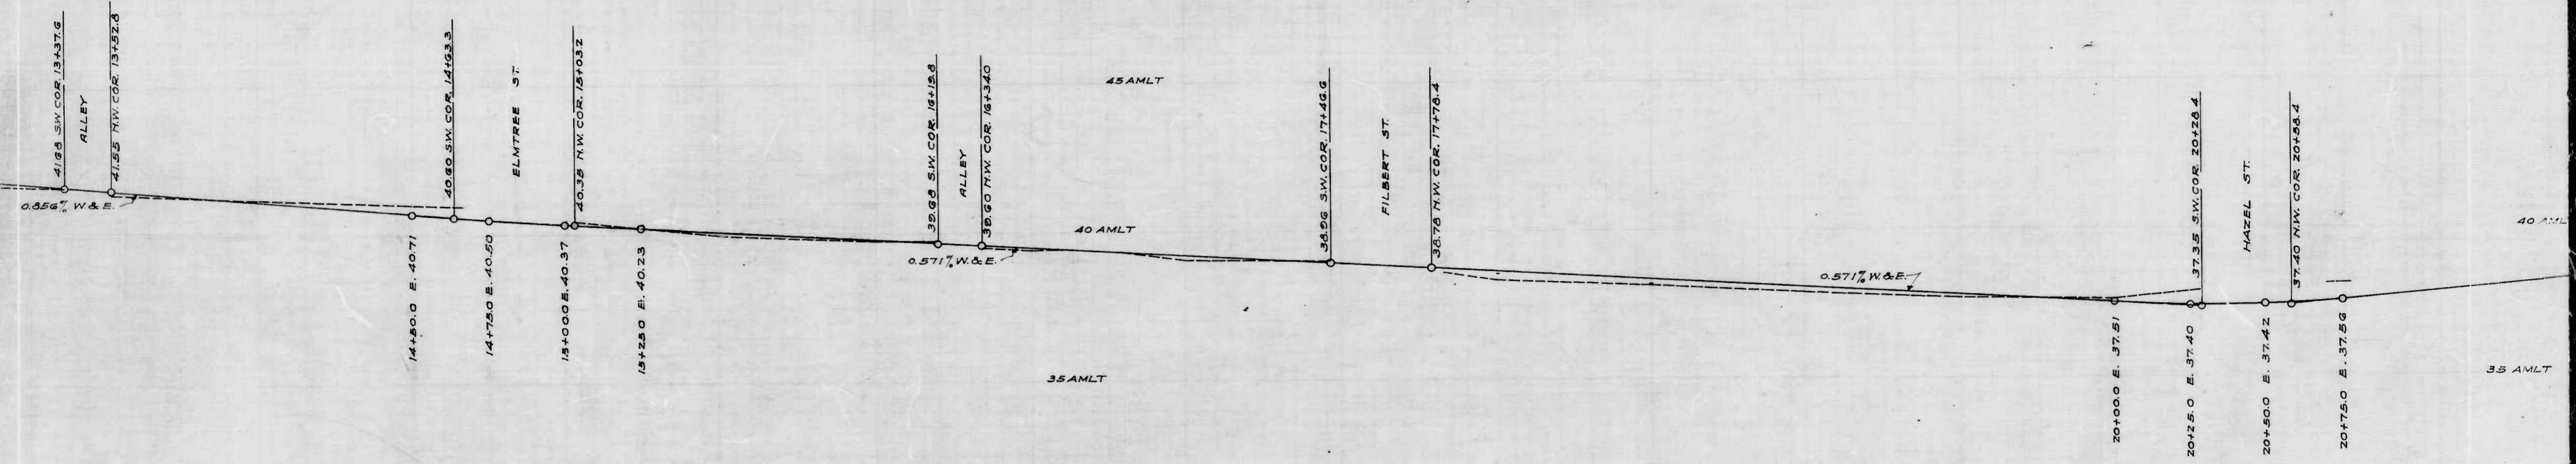 41.68 S.W. COR. 13+37.6
ALLEY
41.55 N.W. COR. 13+52.8
0.856% W. & E.
14+50.0 E. 40.71
40.60 S.W. COR. 14+63.3
14+75.0 E. 40.50
ELMTREE ST.
15+00.0 E. 40.37
40.35 N.W. COR. 15+03.2
15+25.0 E. 40.23
39.68 S.W. COR. 16+19.8
ALLEY
39.60 N.W. COR. 16+34.0
0.571% W. & E.
45 AMLT
40 AMLT
35 AMLT
38.96 S.W. COR. 17+46.6
FILBERT ST.
38.78 N.W. COR. 17+78.4
0.571% W. & E.
20+00.0 E. 37.51
20+25.0 E. 37.40
37.35 S.W. COR. 20+28.4
HAZEL ST.
20+50.0 E. 37.42
37.40 N.W. COR. 20+58.4
20+75.0 E. 37.56
40 AML
35 AMLT